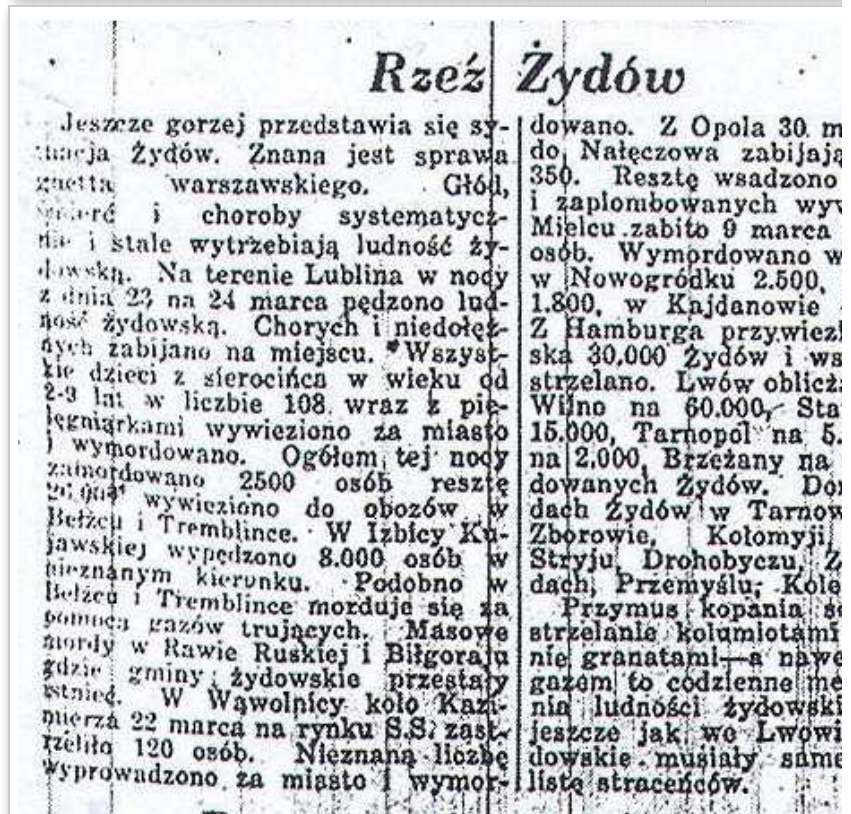 Rzeź Żydów
Jeszcze gorzej przedstawia się sy-
tuacja Żydów. Znana jest sprawa
ghetta warszawskiego. Głód,
śmierć i choroby systematycz-
nie i stale wytrzebiają ludność ży-
dowską. Na terenie Lublina w nocy
z dnia 23 na 24 marca pędzono lud-
ność żydowską. Chorych i niedołęż-
nych zabijano na miejscu. Wszyst-
kie dzieci z sierocińca w wieku od
2-3 lat w liczbie 108 wraz z pie-
lęgniarkami wywieziono za miasto
i wymordowano. Ogółem tej nocy
zamordowano 2500 osób resztę
wywieziono do obozów w
Bełżcu i Tremblince. W Izbicy Ku-
jawskiej wypędzono 8.000 osób w
nieznanym kierunku. Podobno w
Bełżcu i Tremblince morduje się za
pomocą gazów trujących. Masowe
mordy w Rawie Ruskiej i Biłgoraju
gdzie gminy żydowskie przestały
istnieć. W Wąwolnicy koło Kazi-
mierza 22 marca na rynku S.S. zast-
rzeliło 120 osób. Nieznaną liczbę
wyprowadzono za miasto i wymor-
dowano. Z Opola 30. m
do Nałęczowa zabijają
350. Resztę wsadzono
i zaplombowanych wyw
Mielcu zabito 9 marca
osób. Wymordowano w
w Nowogródku 2.500,
1.800, w Kajdanowie
Z Hamburga przywiezi
ska 30.000 Żydów i ws
strzelano. Lwów oblicza
Wilno na 60.000, Sta
15.000, Tarnopol na 5.
na 2.000, Brzeżany na
dowanych Żydów. Don
dach Żydów w Tarnow
Zborowie, Kołomyji,
Stryju, Drohobyczu, Z
dach, Przemyślu, Kole
Przymus kopania
strzelanie kolumiotami
nie granatami—a nawe
gazem to codzienne me
nia ludności żydowski
jeszcze jak we Lwowi
dowskie musiały same
listę straceńców.